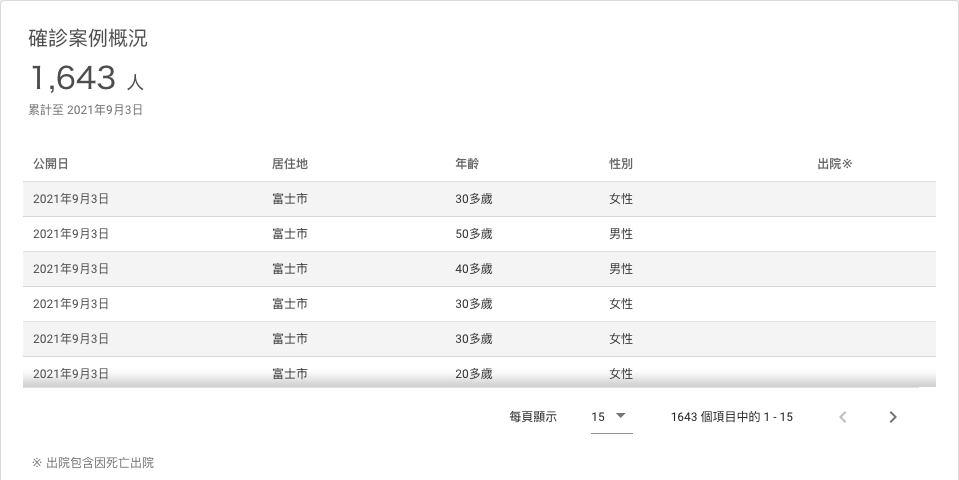 確診案例概況
1,643 人
累計至 2021年9月3日
公開日 居住地 年齡 性別 出院※
2021年9月3日 富士市 30多歲 女性
2021年9月3日 富士市 50多歲 男性
2021年9月3日 富士市 40多歲 男性
2021年9月3日 富士市 30多歲 女性
2021年9月3日 富士市 30多歲 女性
2021年9月3日 富士市 20多歲 女性
每頁顯示 15 1643 個項目中的 1 - 15
※ 出院包含因死亡出院